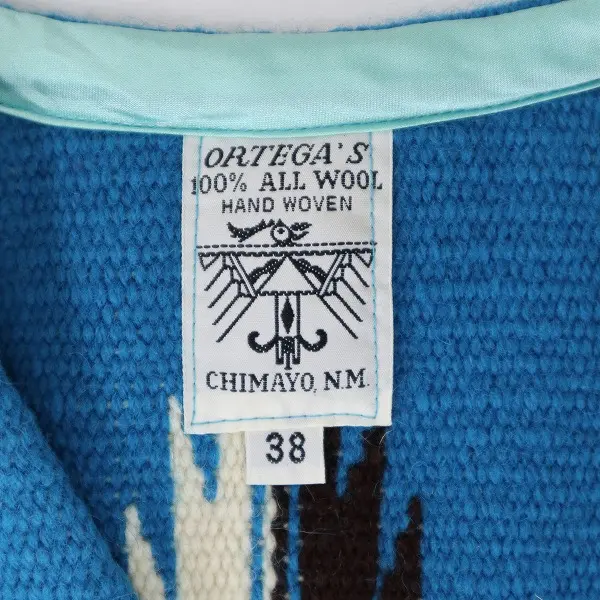 ORTEGA'S
100% ALL WOOL
HAND WOVEN
CHIMAYO, N.M.
38